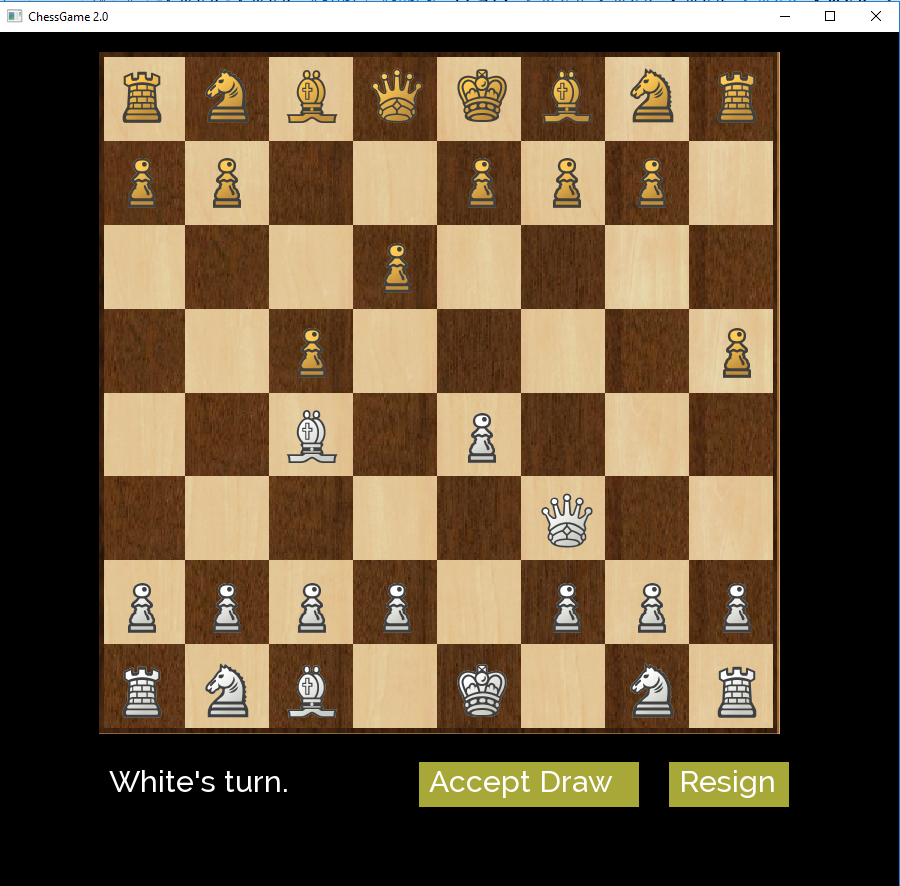 ChessGame 2.0
White's turn.
Accept Draw
Resign